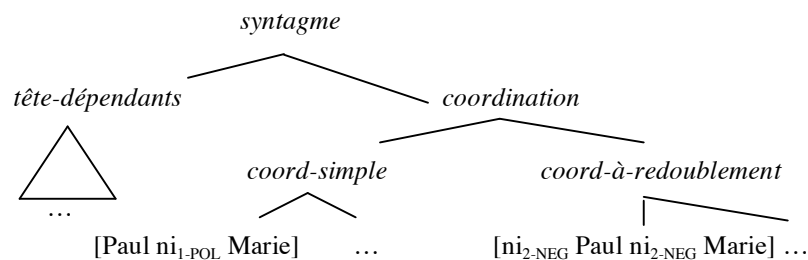 syntagme
tête-dépendants coordination
coord-simple coord-à-redoublement
…
[Paul ni1-POL Marie] … [ni2-NEG Paul ni2-NEG Marie] …